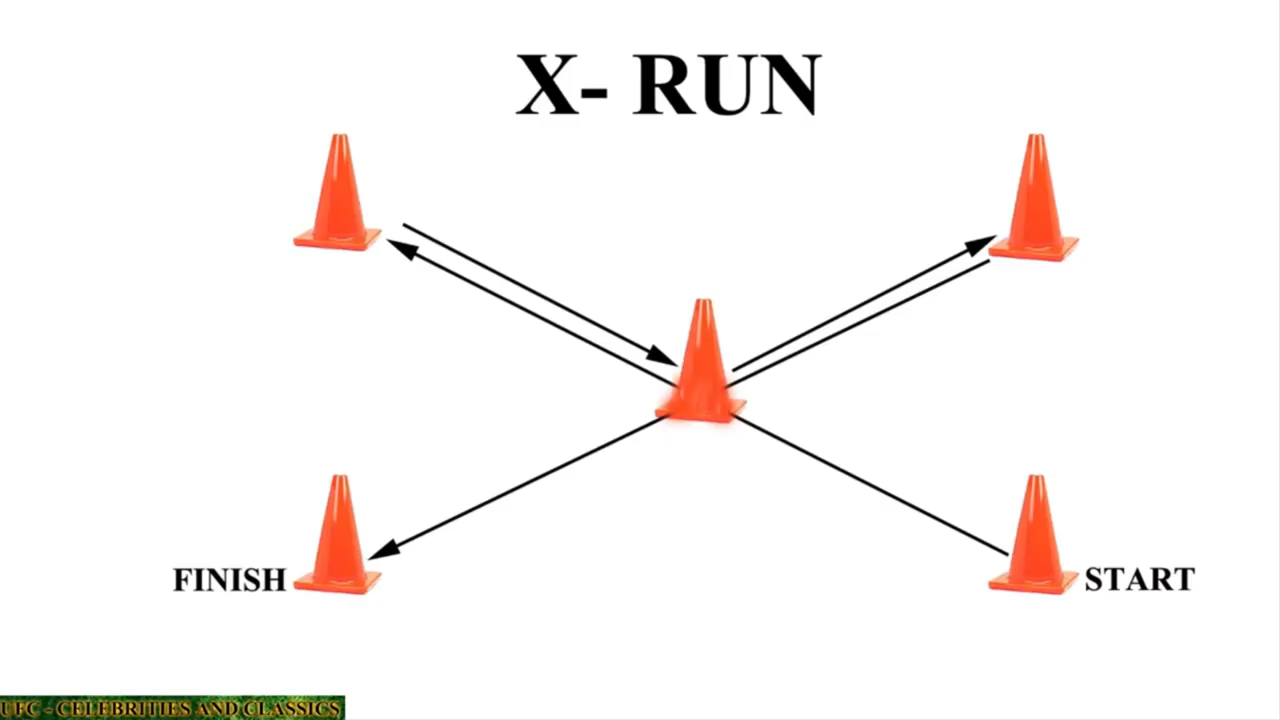 X- RUN
FINISH
START
UFC - CELEBRITIES AND CLASSICS